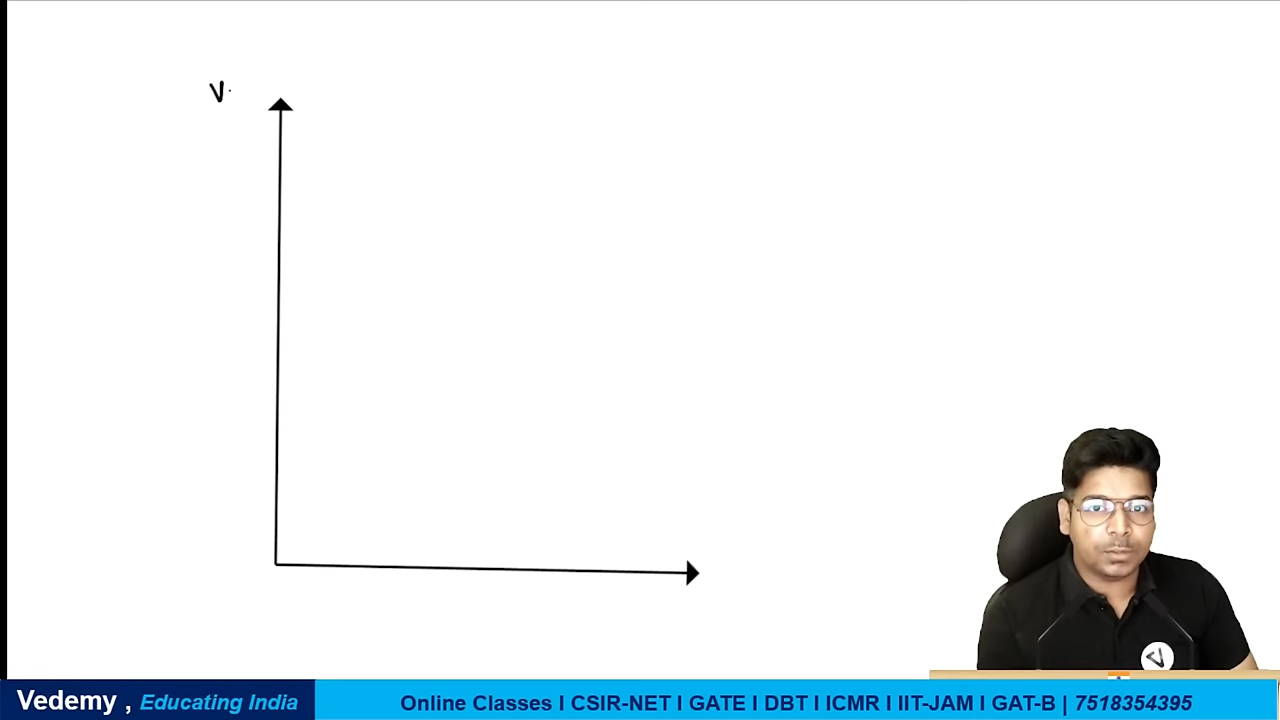 V
Vedemy , Educating India
Online Classes I CSIR-NET I GATE I DBT I ICMR I IIT-JAM I GAT-B | 7518354395